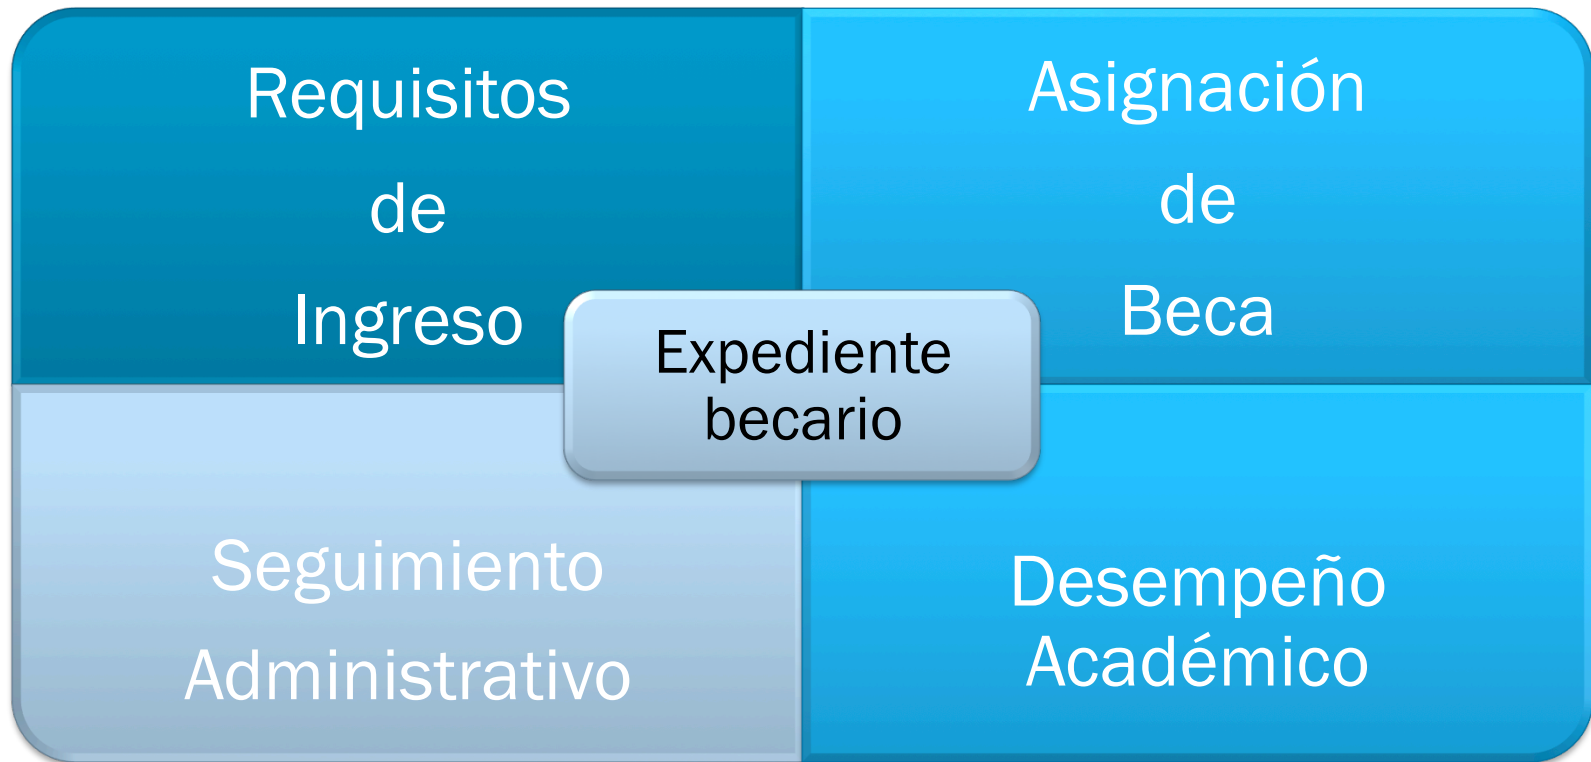 Requisitos
de
Ingreso
Asignación
de
Beca
Expediente
becario
Seguimiento
Administrativo
Desempeño
Académico